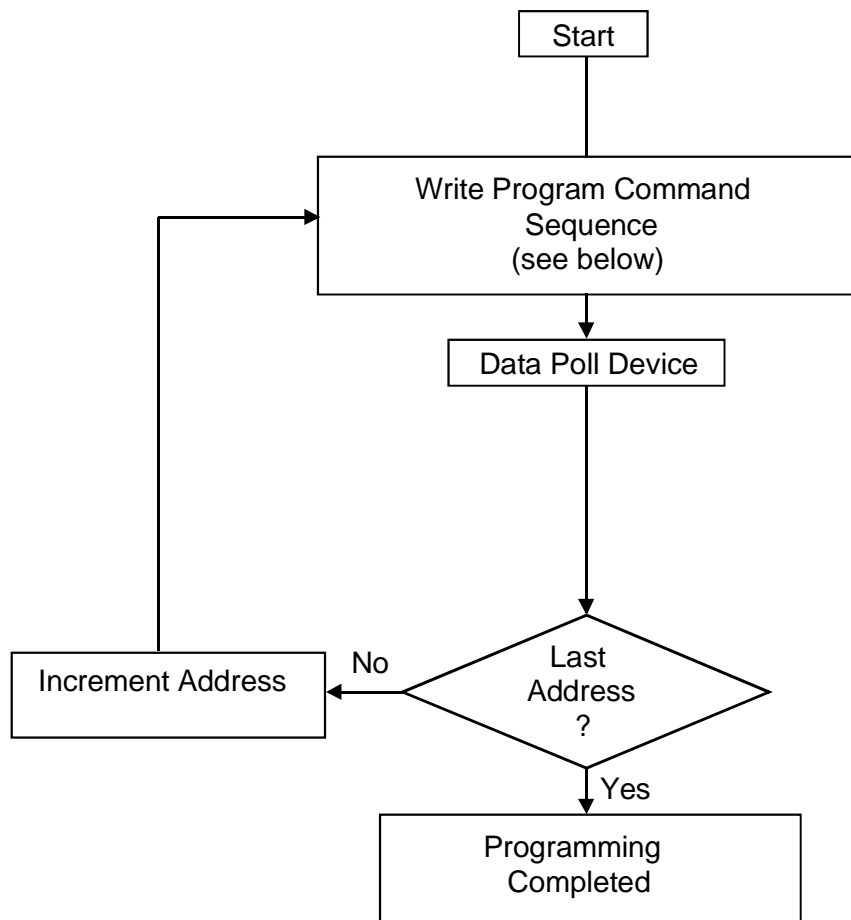 Start
Write Program Command
Sequence
(see below)
Data Poll Device
Last
Address
?
No
Increment Address
Yes
Programming
Completed